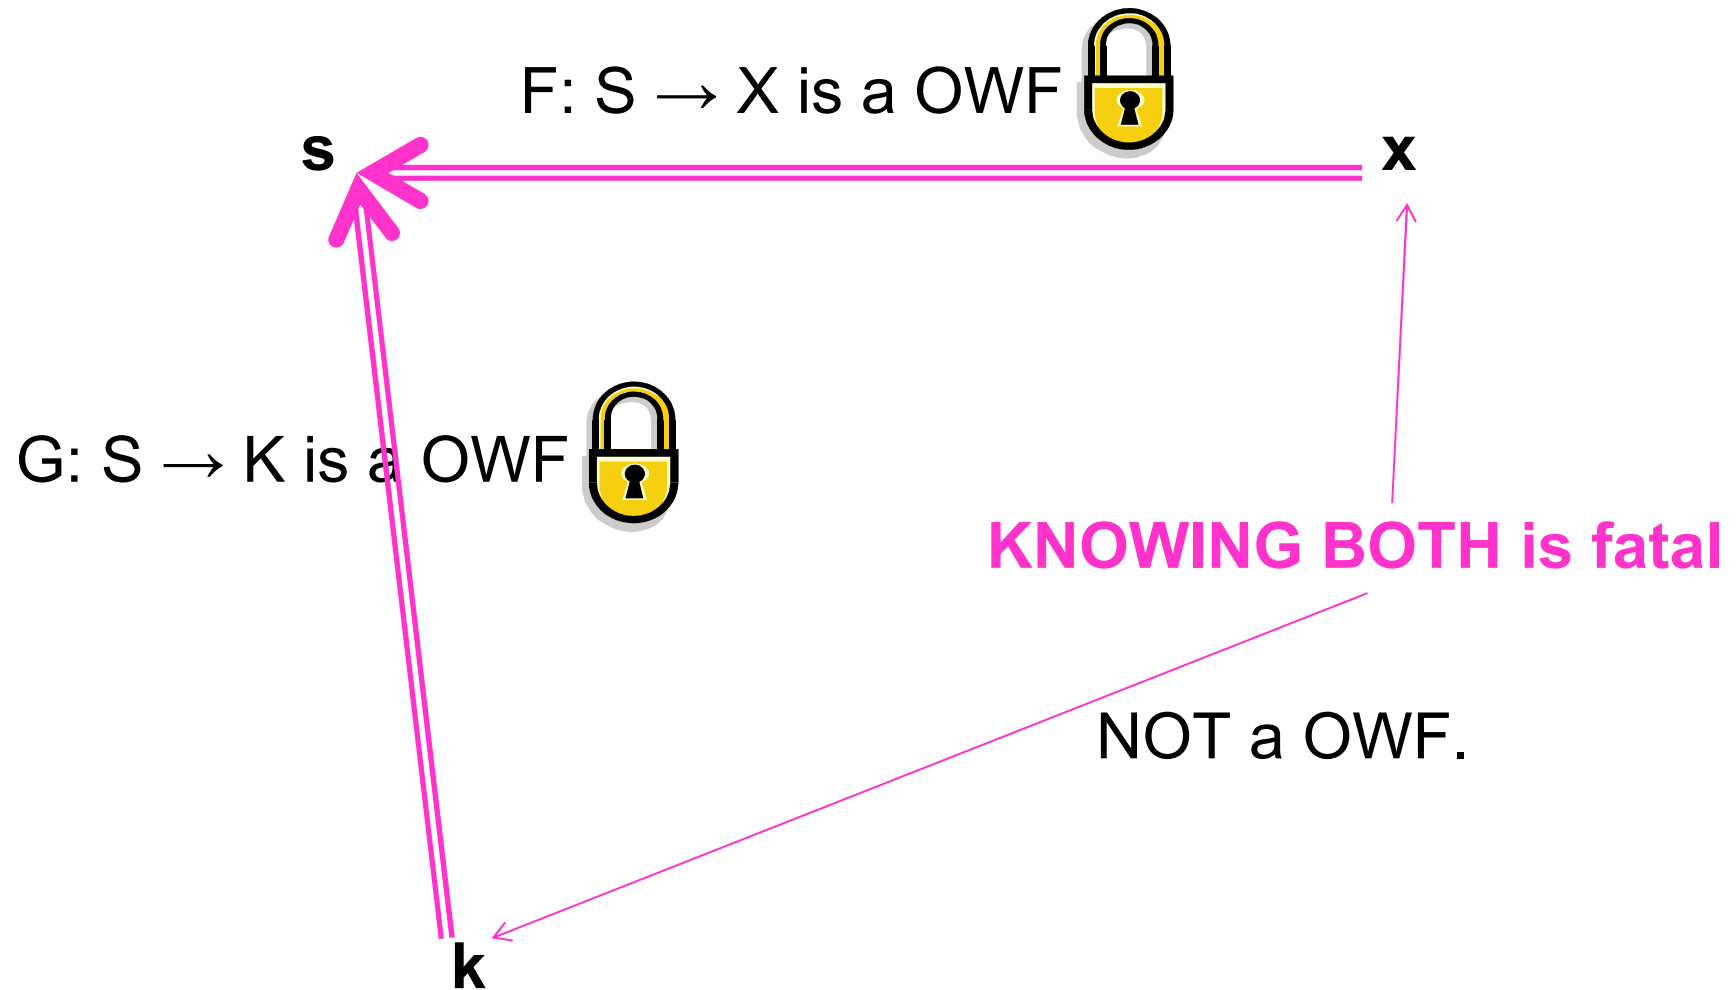 F: S → X is a OWF
s
x
G: S → K is a OWF
KNOWING BOTH is fatal
NOT a OWF.
k